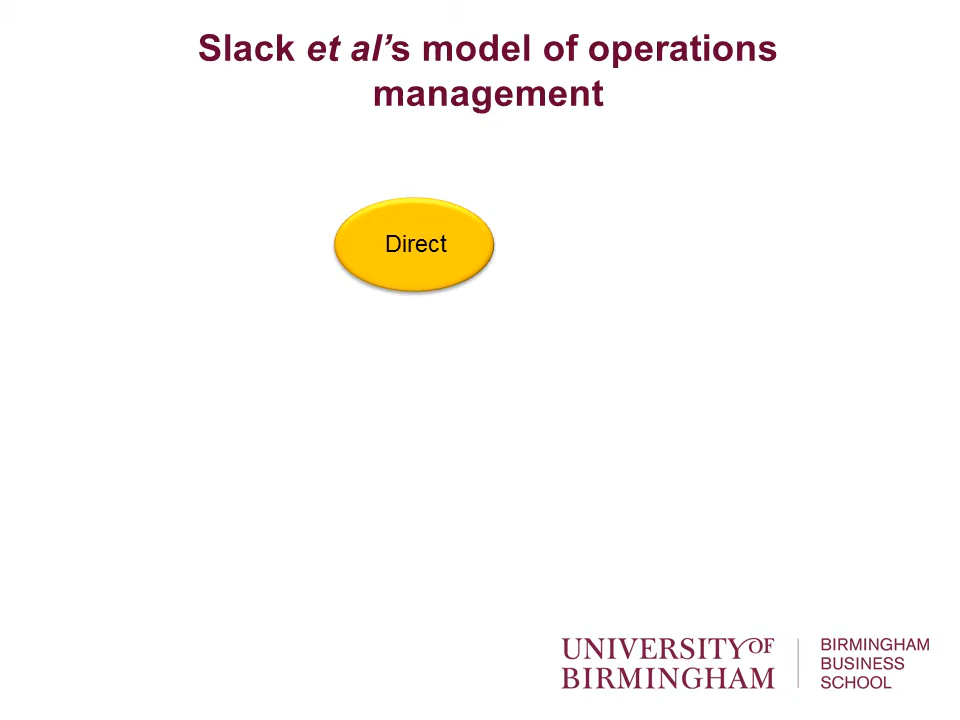 Slack et al’s model of operations
management
Direct
UNIVERSITY OF
BIRMINGHAM
BIRMINGHAM
BUSINESS
SCHOOL